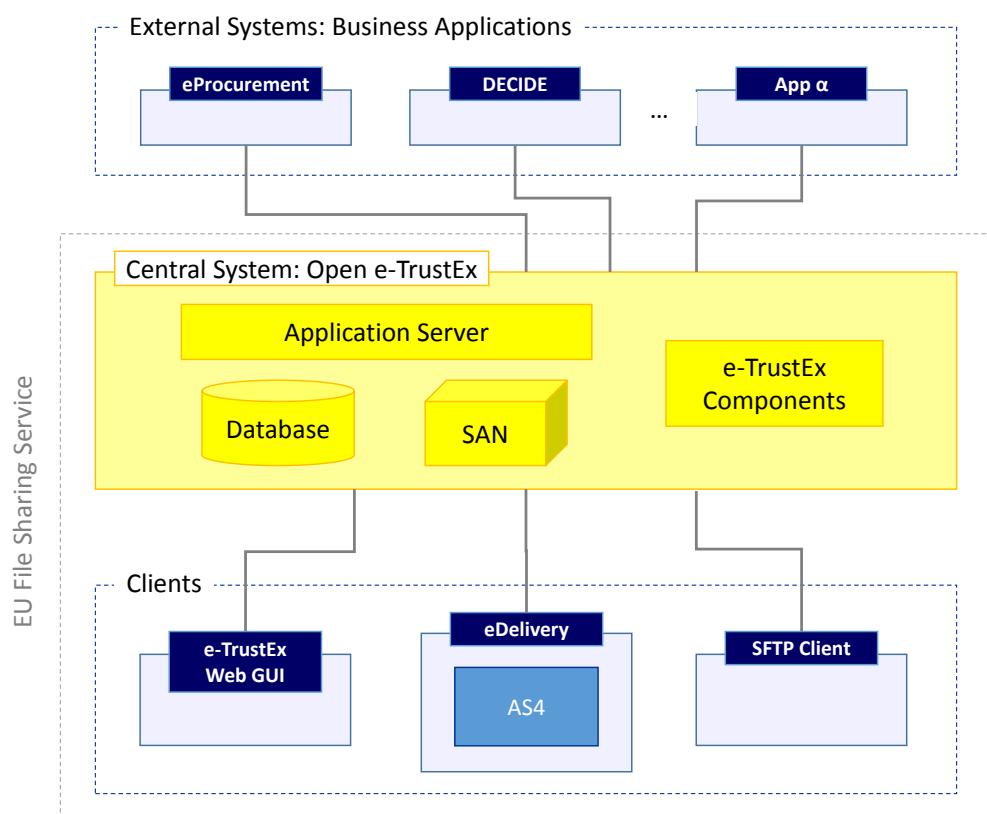 External Systems: Business Applications
eProcurement
DECIDE
App α
...
Central System: Open e-TrustEx
Application Server
e-TrustEx
Components
Database
SAN
EU File Sharing Service
Clients
e-TrustEx
Web GUI
eDelivery
SFTP Client
AS4